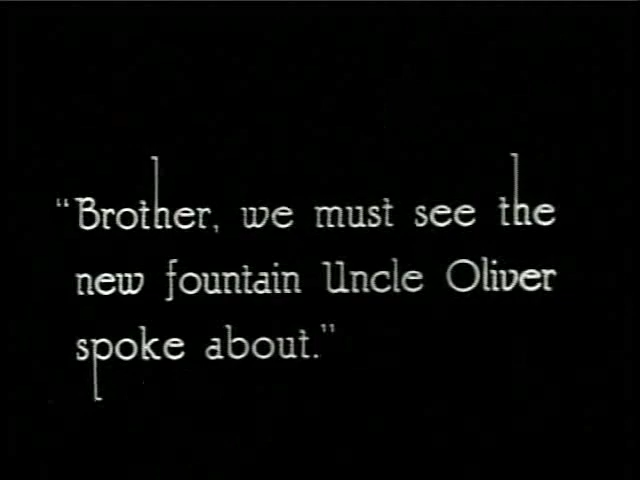 “Brother, we must see the
new fountain Uncle Oliver
spoke about.”